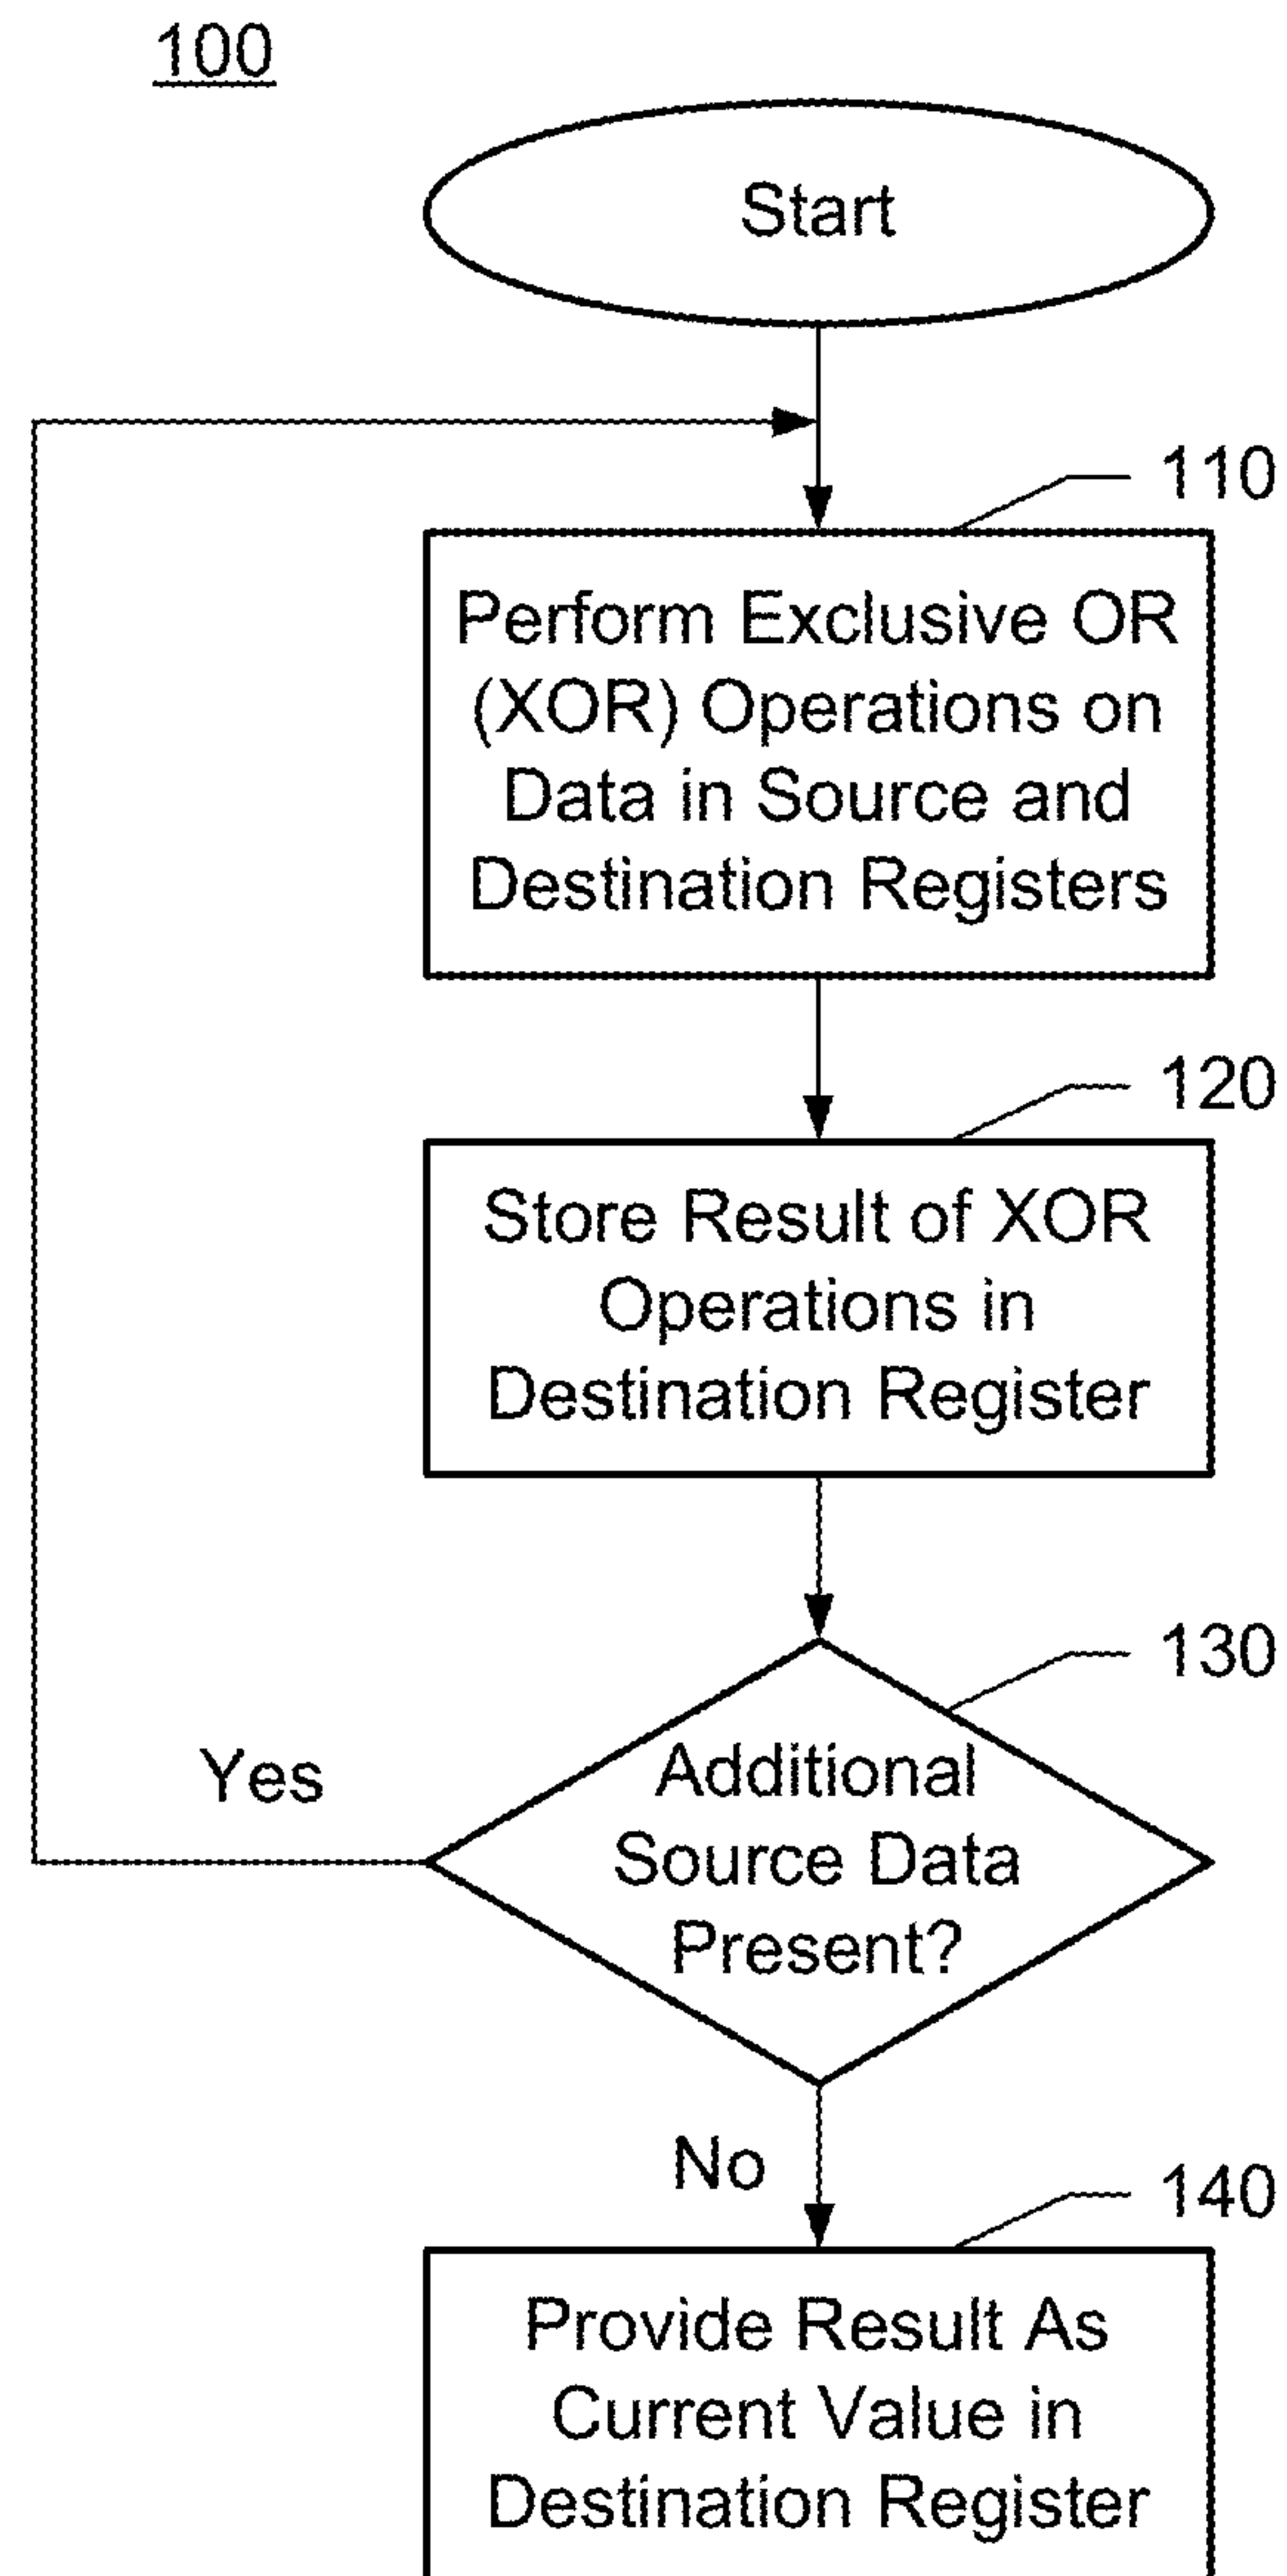 100
Start
110
Perform Exclusive OR
(XOR) Operations on
Data in Source and
Destination Registers
120
Store Result of XOR
Operations in
Destination Register
130
Additional
Source Data
Present?
Yes
No
140
Provide Result As
Current Value in
Destination Register